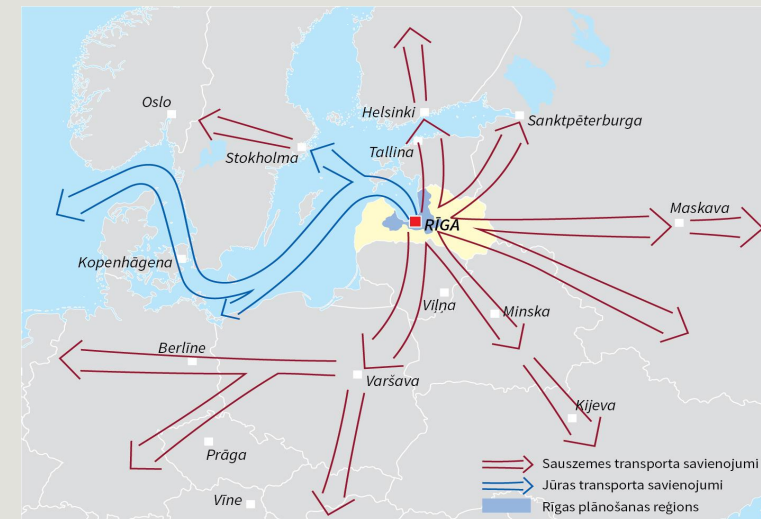 Oslo
Helsinki
Sanktpēterburga
Stokholma
Tallina
Maskava
RĪGA
Kopenhāgena
Viļņa
Minska
Berlīne
Varšava
Kijeva
Prāga
Vīne
Sauszemes transporta savienojumi
Jūras transporta savienojumi
Rīgas plānošanas reģions